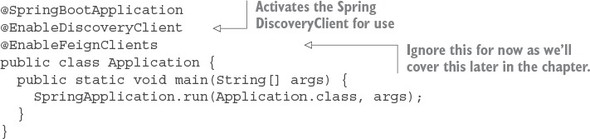 @SpringBootApplication
@EnableDiscoveryClient
@EnableFeignClients
public class Application {
public static void main(String[] args) {
SpringApplication.run(Application.class, args);
}
}
Activates the Spring
DiscoveryClient for use
Ignore this for now as we'll
cover this later in the chapter.